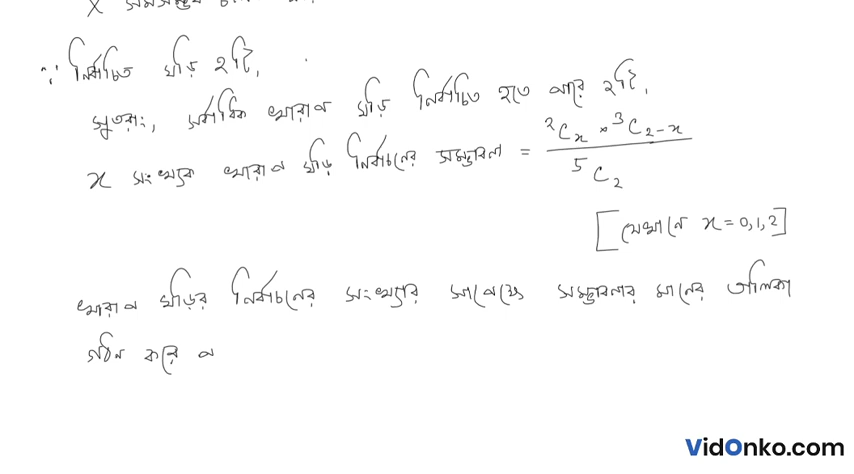 X
∵ নির্বাচিত ঘড়ি ২টি,
সুতরাং, সর্বাধিক খারাপ ঘড়ি নির্বাচিত হতে পারে ২টি,
x সংখ্যক খারাপ ঘড়ি নির্বাচনের সম্ভাবনা = ²Cₓ × ³C₂₋ₓ / ⁵C₂
[যেখানে x = 0,1,2]
খারাপ ঘড়ির নির্বাচনের সংখ্যার সাপেক্ষে সম্ভাবনার মানের তালিকা
গঠন করে প
VidOnko.com